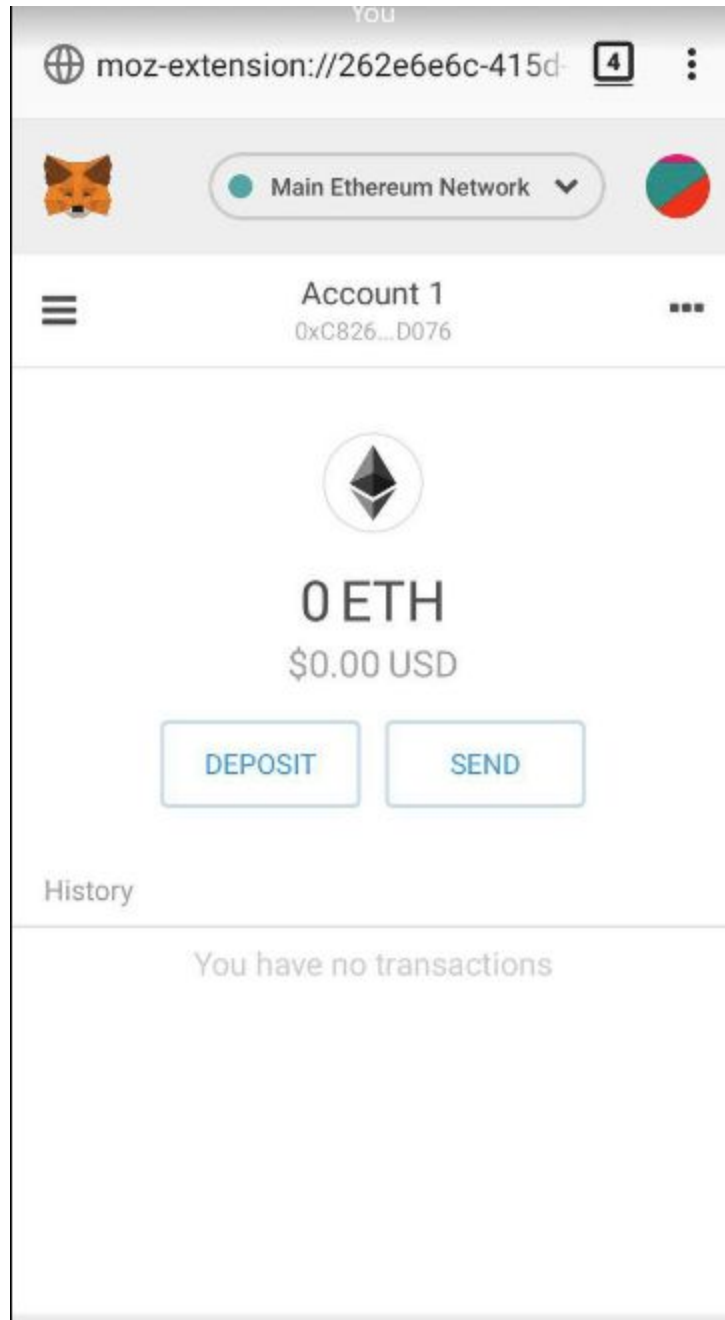 You
moz-extension://262e6e6c-415d-
4
Main Ethereum Network
Account 1
0xC826...D076
0 ETH
$0.00 USD
DEPOSIT
SEND
History
You have no transactions